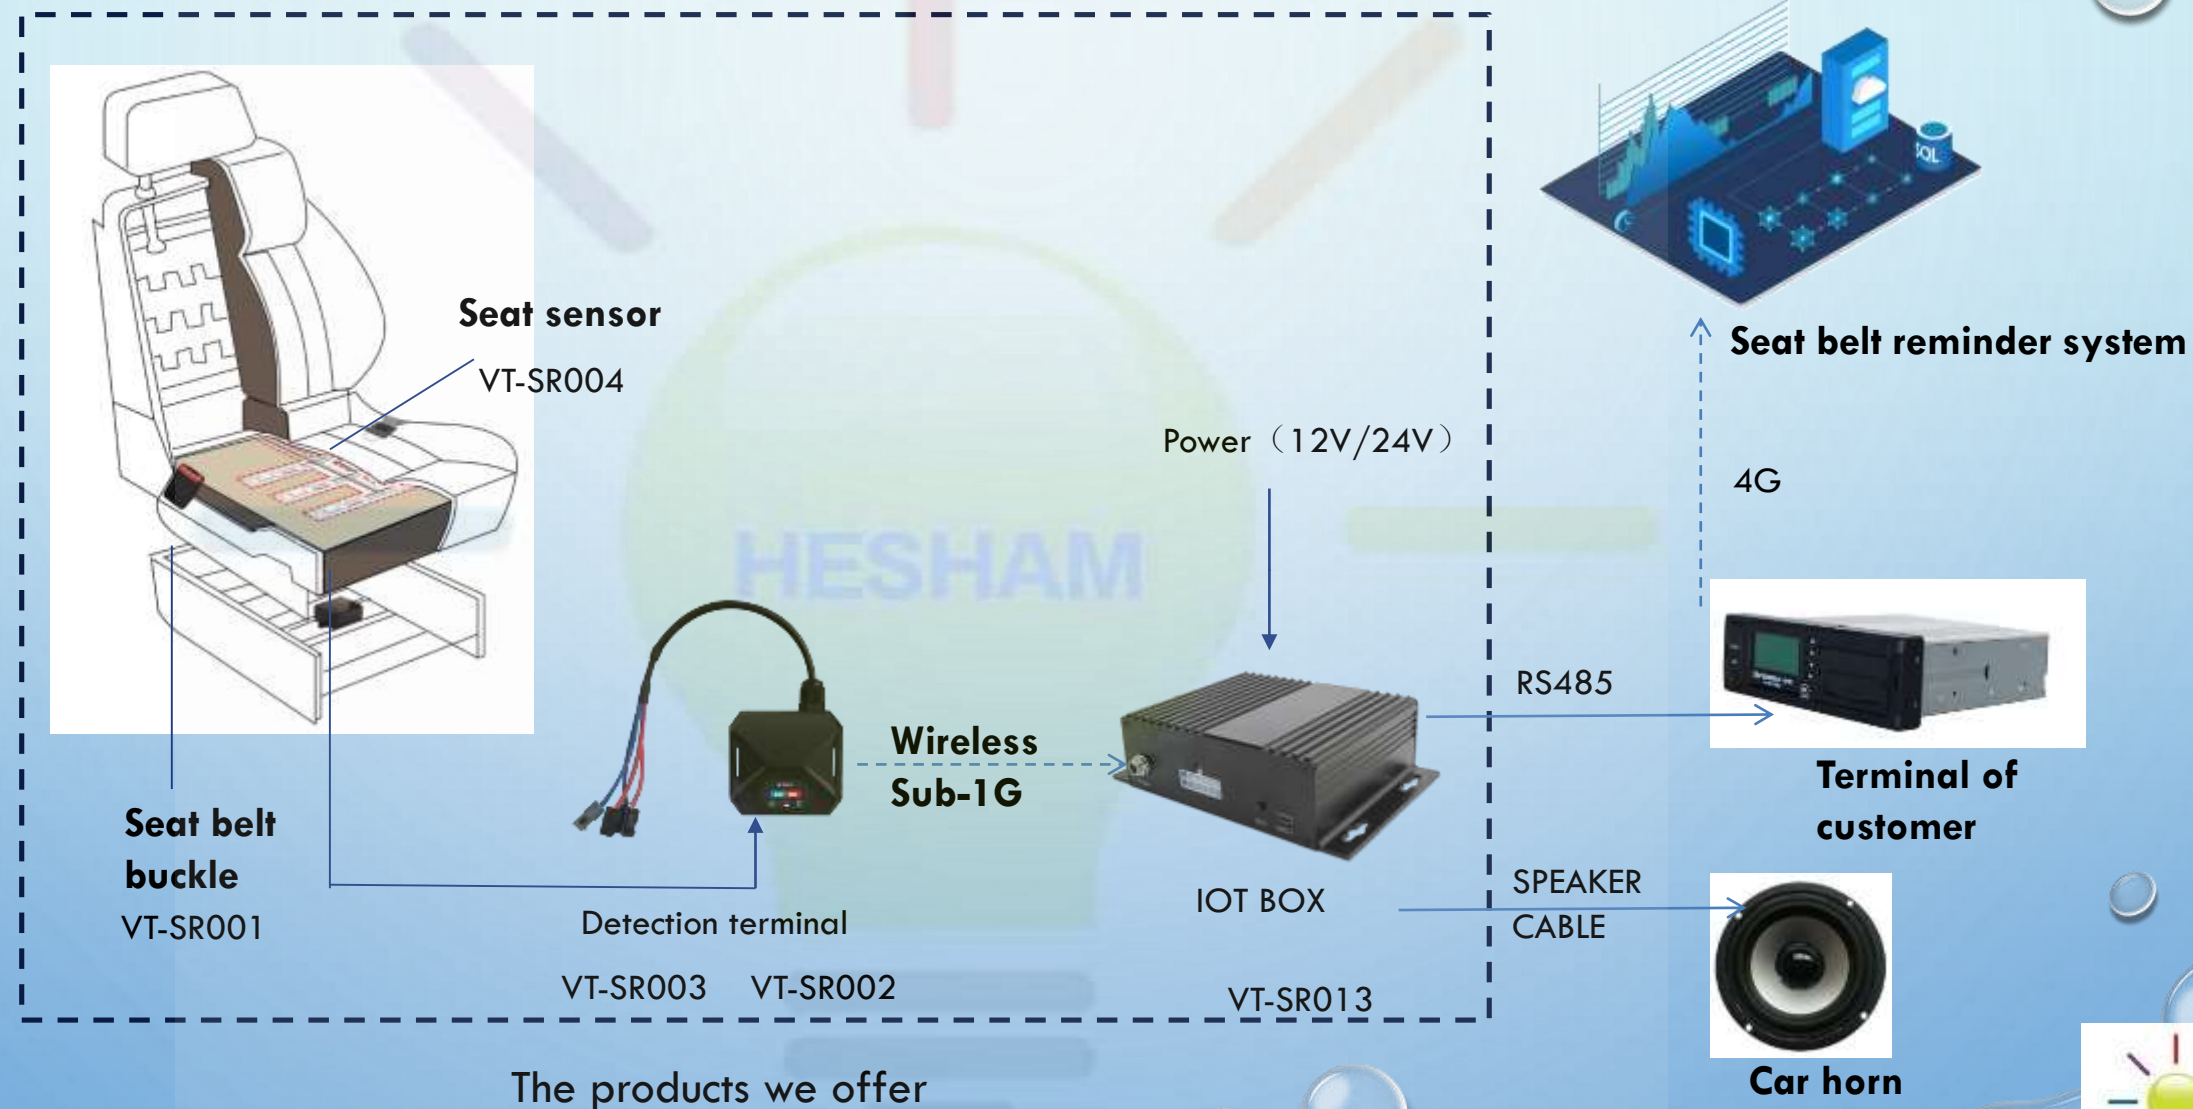 Seat sensor
VT-SR004
Seat belt
buckle
VT-SR001
HESHAM
Detection terminal
VT-SR003 VT-SR002
Wireless
Sub-1G
Power（12V/24V）
IOT BOX
VT-SR013
RS485
SPEAKER
CABLE
SQL
Seat belt reminder system
4G
Terminal of
customer
Car horn
The products we offer